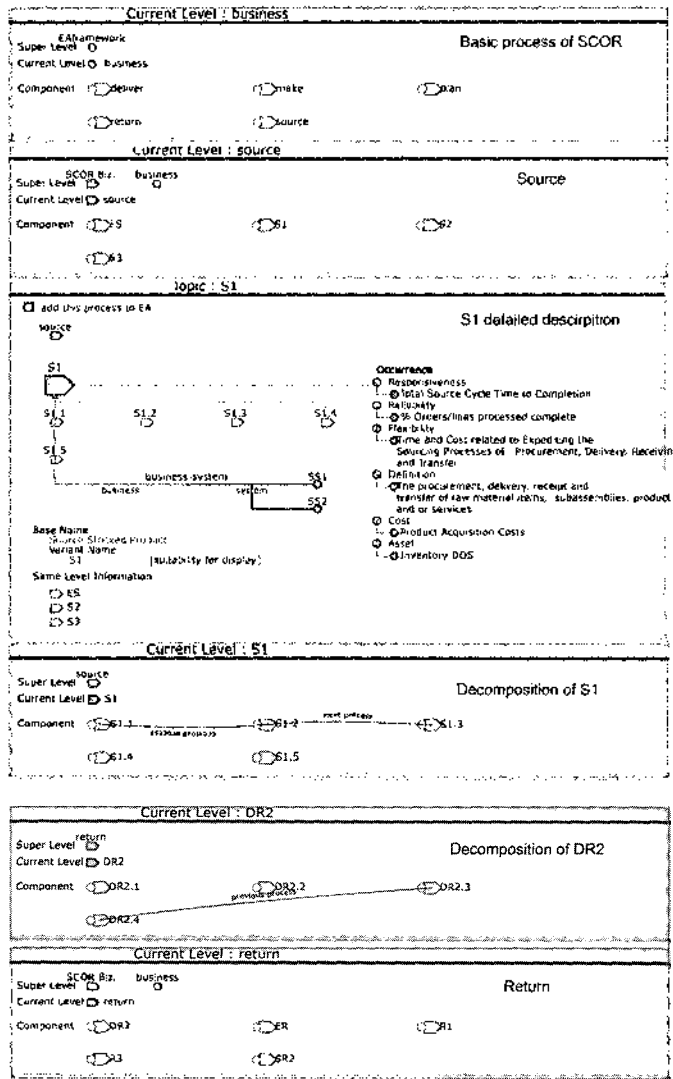 Current Level : business
EAframework
Super Level
Basic process of SCOR
Current Level business
Component deliver make plan
return source
Current Level : source
SCOR Biz. business
Super Level
Source
Current Level source
Component ES S1 S2
S3
Topic : S1
add this process to EA
S1 dalailed descirpition
source
S1
Occurrence
Responsiveness
Total Source Cycle Time to Completion
S1.1 S1.2 S1.3 S1.4
Reliability
% Orders/lines processed complete
Flexibility
Time and Cost related to Expediting the
S1.5
Sourcing Processes of Procurement, Delivery, Receivin
and Transfer
business-system SS1
Definition
business system
The procurement, delivery, receipt and
SS2
transfer of raw material items, subassemblies, product
and or services
Base Name
Cost
Source Stocked Product
Product Acquisition Costs
Variant Name
Asset
S1 (suitability for display)
Inventory DOS
Same Level Information
ES
S2
S3
Current Level : S1
source
Super Level
Decomposition of S1
Current Level S1
Component S1.1 S1.2 next process S1.3
S1.4 S1.5
Current Level : DR2
return
Super Level
Decomposition of DR2
Current Level DR2
Component DR2.1 DR2.2 DR2.3
previous process
DR2.4
Current Level : return
SCOR Biz. business
Super Level
Return
Current Level return
Component ER
SR2